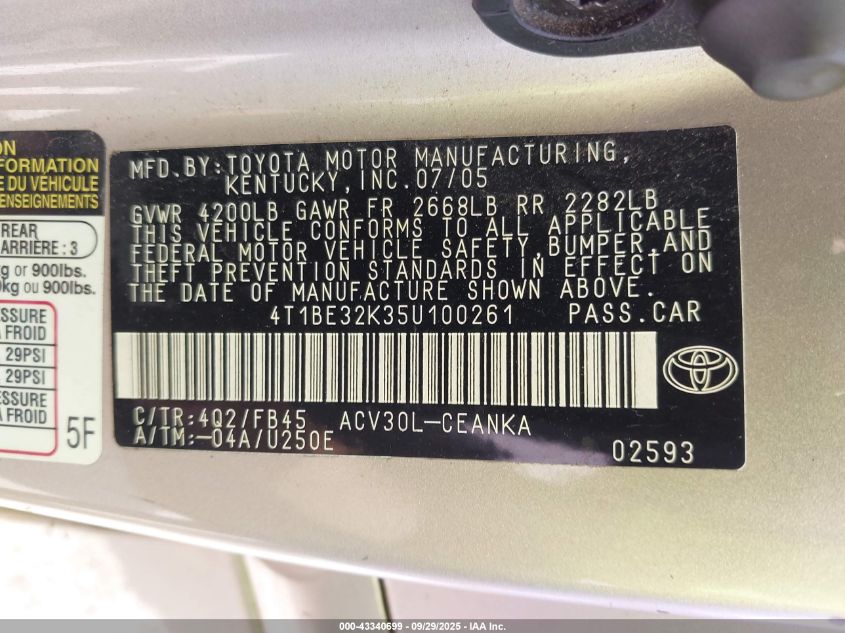 ON
FORMATION
DE DU VÉHICULE
ENSEIGNEMENTS
REAR
ARRIÈRE : 3
kg or 900lbs.
kg ou 900lbs.
ESSURE
À FROID
29PSI
29PSI
ESSURE
À FROID
5F
MFD.BY:TOYOTA MOTOR MANUFACTURING,
KENTUCKY,INC.07/05
GVWR 4200LB GAWR FR 2668LB RR 2282LB
THIS VEHICLE CONFORMS TO ALL APPLICABLE
FEDERAL MOTOR VEHICLE SAFETY,BUMPER,AND
THEFT PREVENTION STANDARDS IN EFFECT ON
THE DATE OF MANUFACTURE SHOWN ABOVE.
4T1BE32K35U100261 PASS.CAR
C/TR:4Q2/FB45 ACV30L-CEANKA
A/TM:-04A/U250E
02593
000-43340699 - 09/29/2025 - IAA Inc.